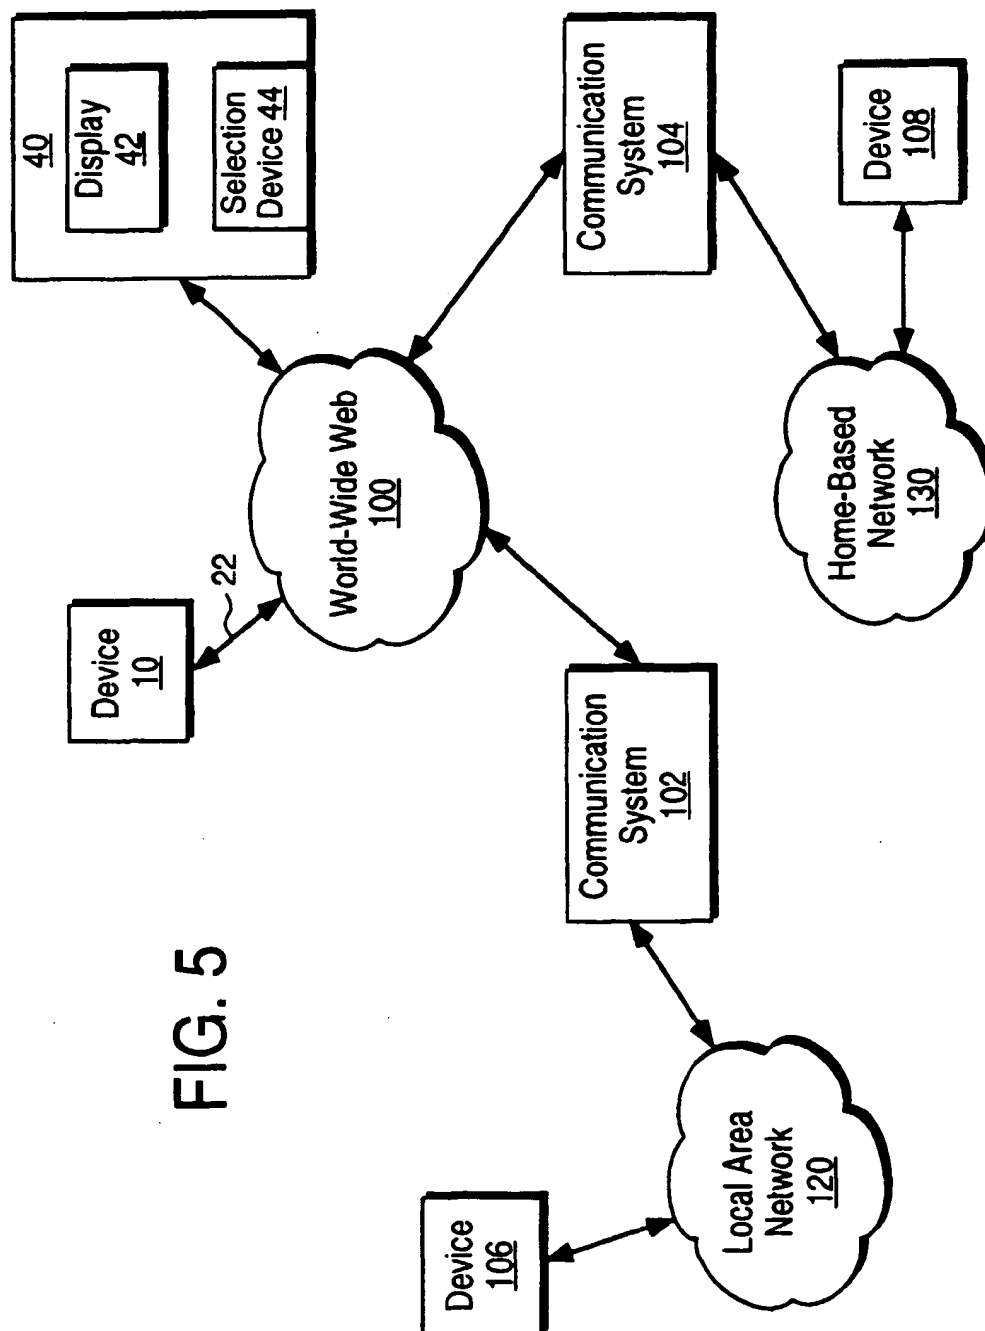 FIG. 5
Device
106
Local Area
Network
120
Communication
System
102
Device
10
22
World-Wide Web
100
40
Display
42
Selection
Device 44
Communication
System
104
Home-Based
Network
130
Device
108